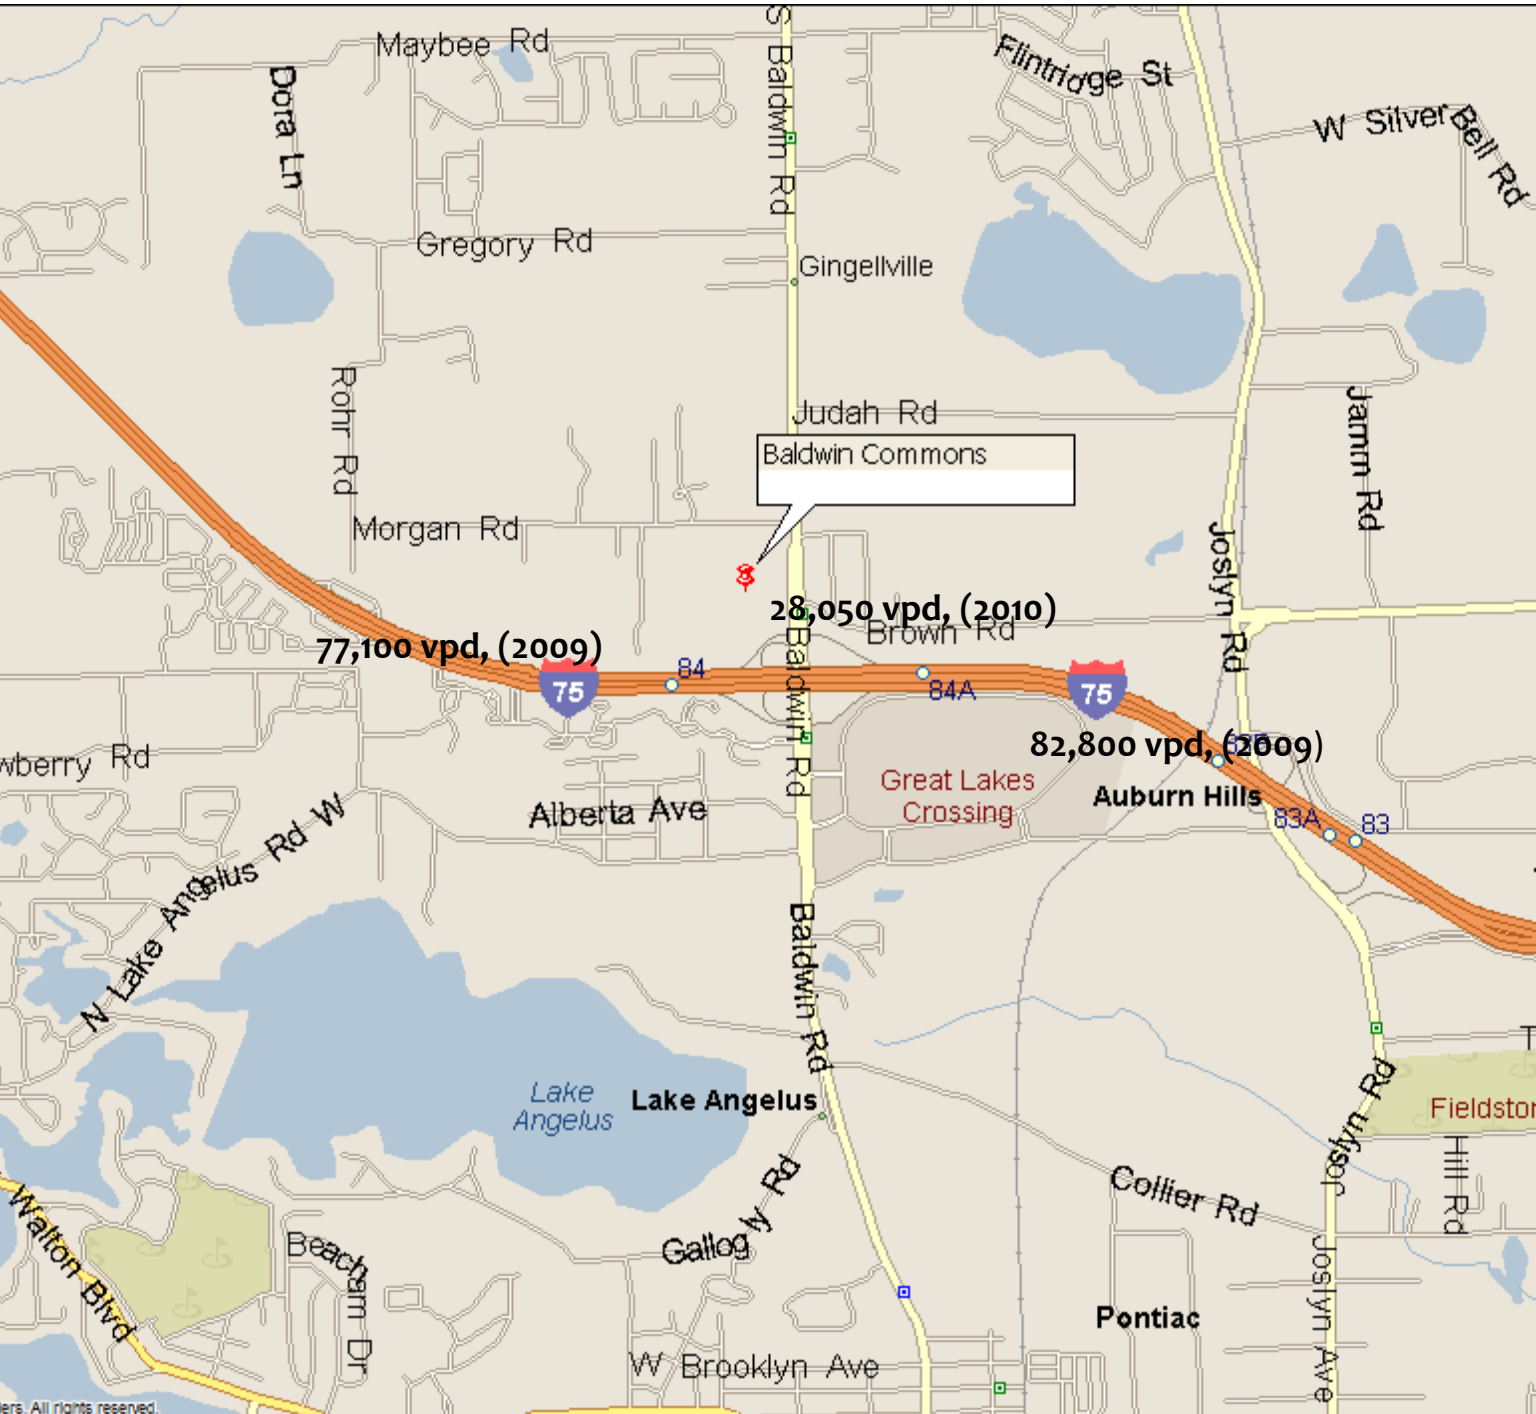 Maybee Rd
S Baldwin Rd
Flintridge St
W Silver Bell Rd
Dora Ln
Gregory Rd
Gingellville
Rohr Rd
Judah Rd
Jamm Rd
Baldwin Commons
Morgan Rd
Joslyn Rd
28,050 vpd, (2010)
Brown Rd
77,100 vpd, (2009)
84
75
84A
75
Baldwin Rd
82,800 vpd, (2009)
wberry Rd
Great Lakes
Crossing
Auburn Hills
Alberta Ave
83A
83
N Lake Angelus Rd W
Baldwin Rd
Lake
Angelus
Lake Angelus
Joslyn Rd
Fieldston
Hill Rd
Gallogly Rd
Collier Rd
Walton Blvd
Beacham Dr
Joslyn Ave
Pontiac
W Brooklyn Ave
ers. All rights reserved.